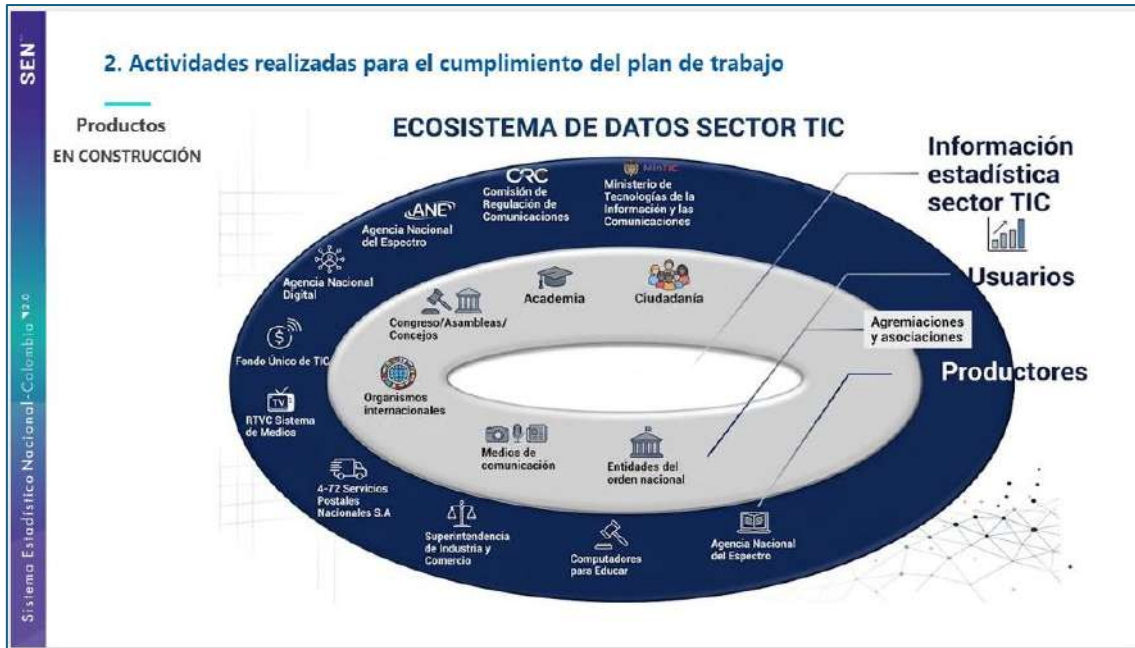 SEN
Sistema Estadístico Nacional-Colombia V2.0
2. Actividades realizadas para el cumplimiento del plan de trabajo
Productos
EN CONSTRUCCIÓN
ECOSISTEMA DE DATOS SECTOR TIC
Información
estadística
sector TIC
Usuarios
Agremiaciones
y asociaciones
Productores
CRC
Comisión de
Regulación de
Comunicaciones
MinTIC
Ministerio de
Tecnologías de la
Información y las
Comunicaciones
ANE
Agencia Nacional
del Espectro
Agencia Nacional
Digital
Fondo Único de TIC
TV
RTVC Sistema
de Medios
4-72 Servicios
Postales
Nacionales S.A
Superintendencia
de Industria y
Comercio
Computadores
para Educar
Agencia Nacional
del Espectro
Academia
Ciudadanía
Congreso/Asambleas/
Concejos
Organismos
internacionales
Medios de
comunicación
Entidades del
orden nacional